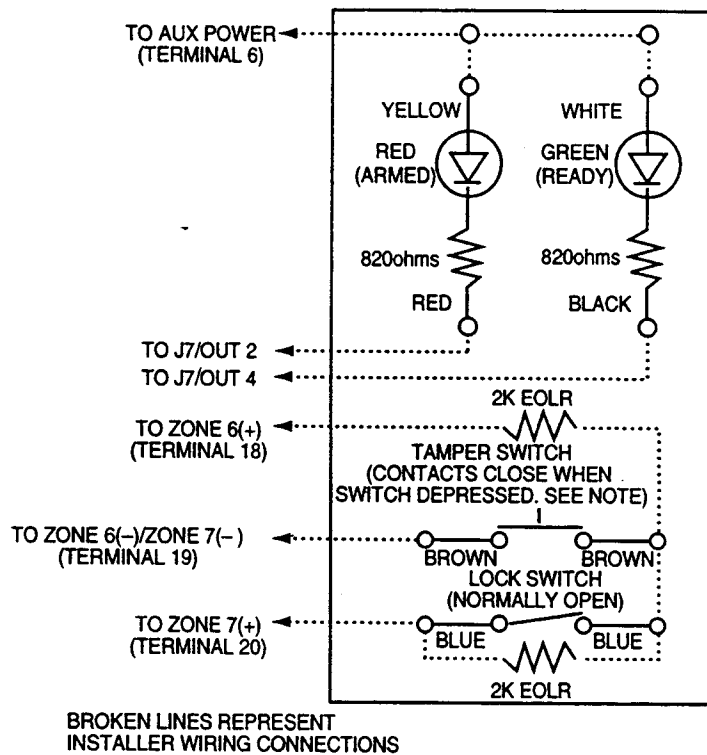 TO AUX POWER
(TERMINAL 6)
YELLOW
WHITE
RED
(ARMED)
GREEN
(READY)
820ohms
820ohms
RED
BLACK
TO J7/OUT 2
TO J7/OUT 4
2K EOLR
TO ZONE 6(+)
(TERMINAL 18)
TAMPER SWITCH
(CONTACTS CLOSE WHEN
SWITCH DEPRESSED. SEE NOTE)
TO ZONE 6(–)/ZONE 7(–)
(TERMINAL 19)
BROWN
BROWN
LOCK SWITCH
(NORMALLY OPEN)
TO ZONE 7(+)
(TERMINAL 20)
BLUE
BLUE
2K EOLR
BROKEN LINES REPRESENT
INSTALLER WIRING CONNECTIONS